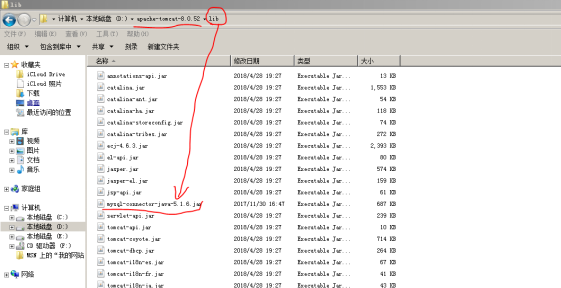 lib
计算机 ▸ 本地磁盘 (D:) ▸ apache-tomcat-8.0.52 ▸ lib
文件(F) 编辑(E) 查看(V) 工具(T) 帮助(H)
组织 包含到库中 共享 刻录 新建文件夹
名称 修改日期 类型 大小
收藏夹
iCloud Drive
iCloud 照片
下载
桌面
最近访问的位置
库
视频
图片
文档
音乐
家庭组
计算机
本地磁盘 (C:)
本地磁盘 (D:)
本地磁盘 (E:)
CD 驱动器 (F:)
MSN 上的“我的网站
网络
annotations-api.jar 2018/4/28 19:27 Executable Jar... 13 KB
catalina.jar 2018/4/28 19:27 Executable Jar... 1,553 KB
catalina-ant.jar 2018/4/28 19:27 Executable Jar... 54 KB
catalina-ha.jar 2018/4/28 19:27 Executable Jar... 118 KB
catalina-storeconfig.jar 2018/4/28 19:27 Executable Jar... 74 KB
catalina-tribes.jar 2018/4/28 19:27 Executable Jar... 272 KB
ecj-4.6.3.jar 2018/4/28 19:27 Executable Jar... 2,393 KB
el-api.jar 2018/4/28 19:27 Executable Jar... 80 KB
jasper.jar 2018/4/28 19:27 Executable Jar... 574 KB
jasper-el.jar 2018/4/28 19:27 Executable Jar... 159 KB
jsp-api.jar 2018/4/28 19:27 Executable Jar... 61 KB
mysql-connector-java-5.1.6.jar 2017/11/30 16:47 Executable Jar... 687 KB
servlet-api.jar 2018/4/28 19:27 Executable Jar... 239 KB
tomcat-api.jar 2018/4/28 19:27 Executable Jar... 10 KB
tomcat-coyote.jar 2018/4/28 19:27 Executable Jar... 714 KB
tomcat-dbcp.jar 2018/4/28 19:27 Executable Jar... 264 KB
tomcat-i18n-es.jar 2018/4/28 19:27 Executable Jar... 67 KB
tomcat-i18n-fr.jar 2018/4/28 19:27 Executable Jar... 41 KB
tomcat-i18n-ja.jar 2018/4/28 19:27 Executable Jar... 43 KB